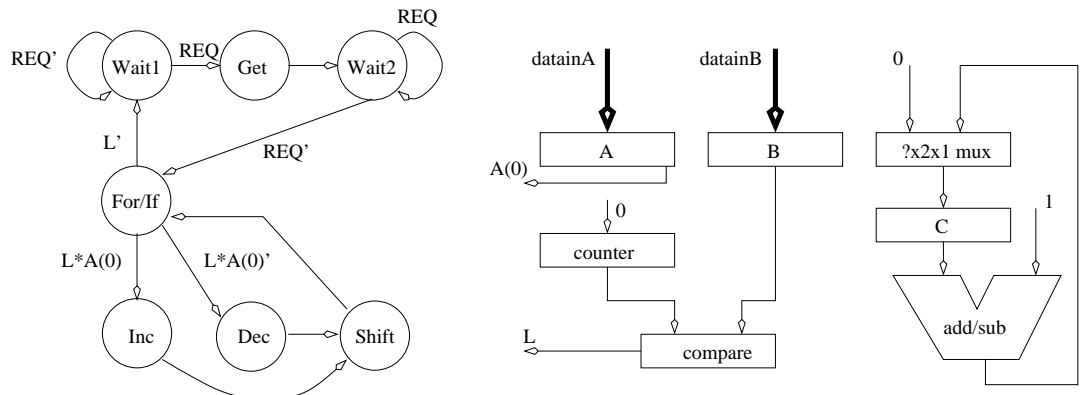 REQ
REQ'
REQ
Wait1
Get
Wait2
L'
REQ'
For/If
L*A(0)
L*A(0)'
Inc
Dec
Shift
datainA
datainB
0
A
B
?x2x1 mux
A(0)
0
1
C
counter
add/sub
L
compare